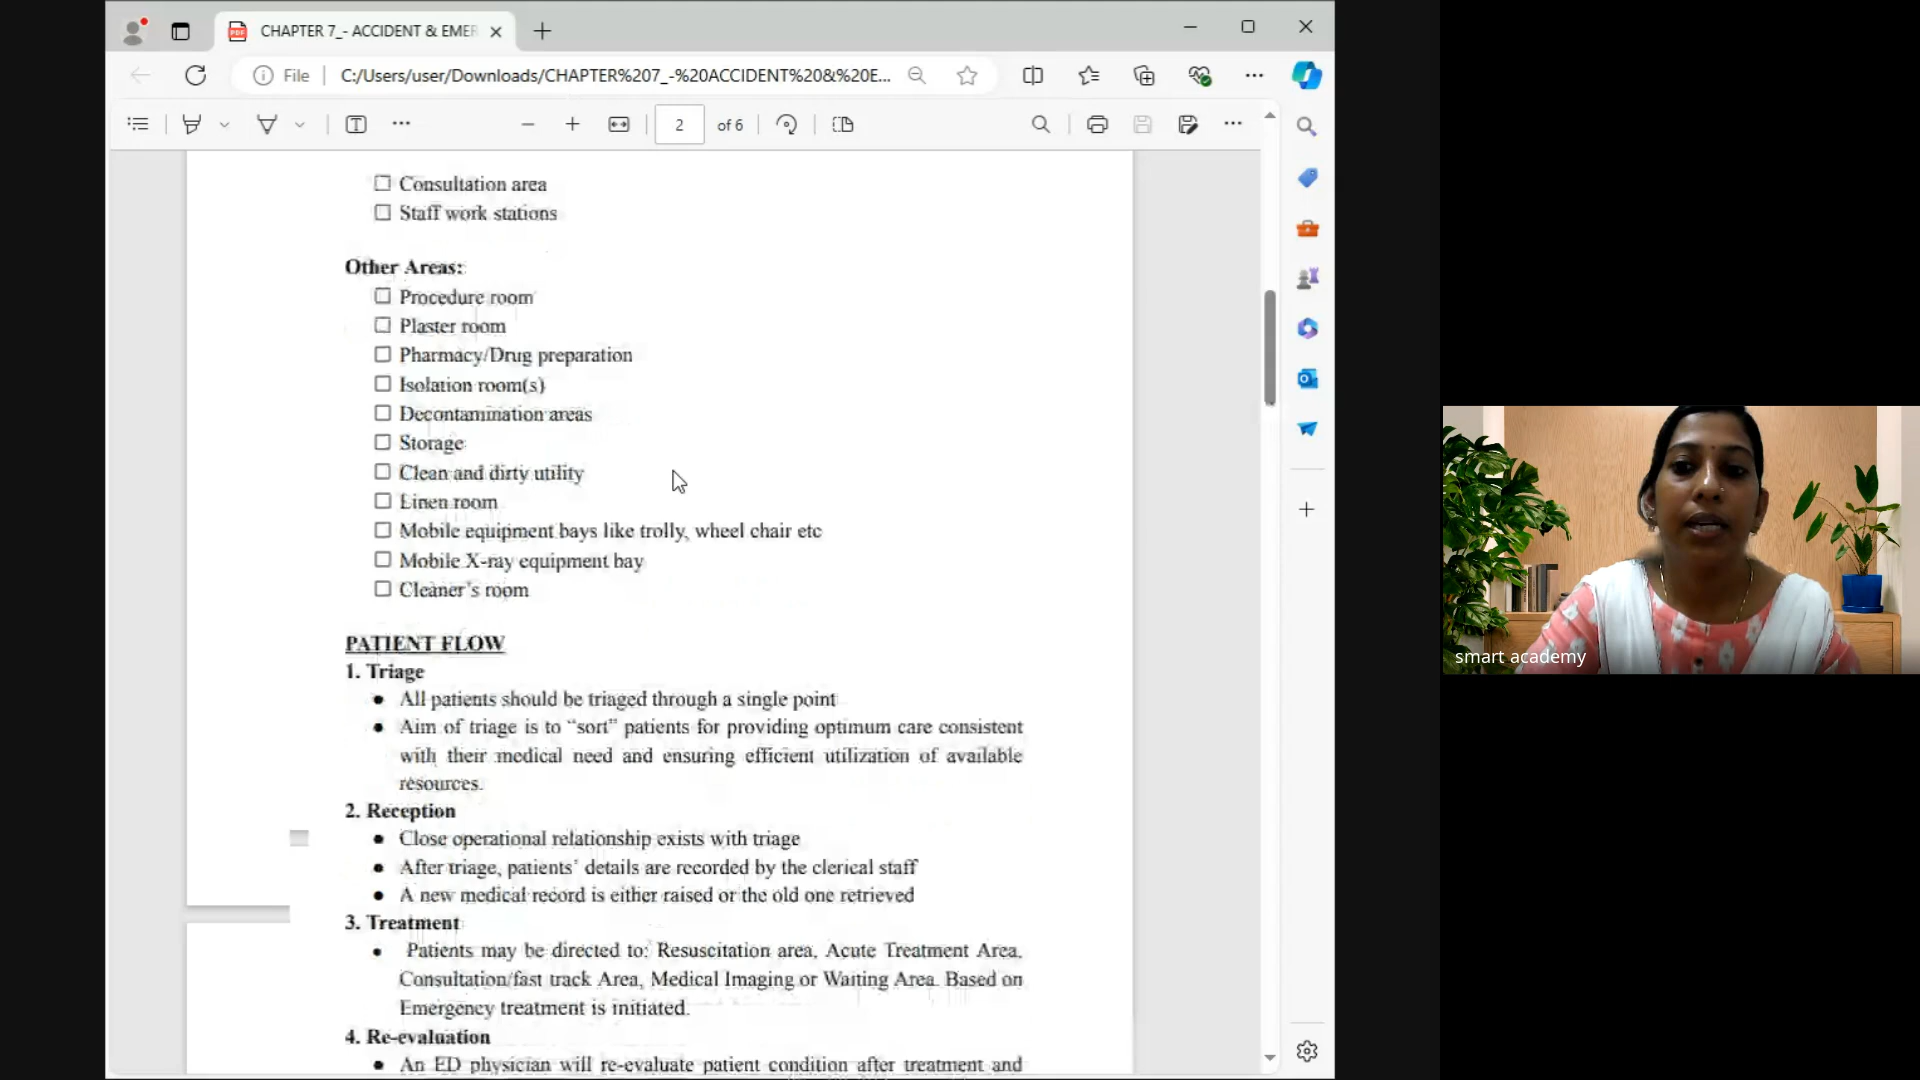 CHAPTER 7_- ACCIDENT & EMER
File
C:/Users/user/Downloads/CHAPTER%207_-%20ACCIDENT%20&%20E...
2 of 6
☐ Consultation area
☐ Staff work stations
Other Areas:
☐ Procedure room
☐ Plaster room
☐ Pharmacy/Drug preparation
☐ Isolation room(s)
☐ Decontamination areas
☐ Storage
☐ Clean and dirty utility
☐ Linen room
☐ Mobile equipment bays like trolly, wheel chair etc
☐ Mobile X-ray equipment bay
☐ Cleaner's room
PATIENT FLOW
1. Triage
● All patients should be triaged through a single point
● Aim of triage is to “sort” patients for providing optimum care consistent
with their medical need and ensuring efficient utilization of available
resources.
2. Reception
● Close operational relationship exists with triage
● After triage, patients’ details are recorded by the clerical staff
● A new medical record is either raised or the old one retrieved
3. Treatment
● Patients may be directed to: Resuscitation area, Acute Treatment Area,
Consultation/fast track Area, Medical Imaging or Waiting Area. Based on
Emergency treatment is initiated.
4. Re-evaluation
● An ED physician will re-evaluate patient condition after treatment and
smart academy